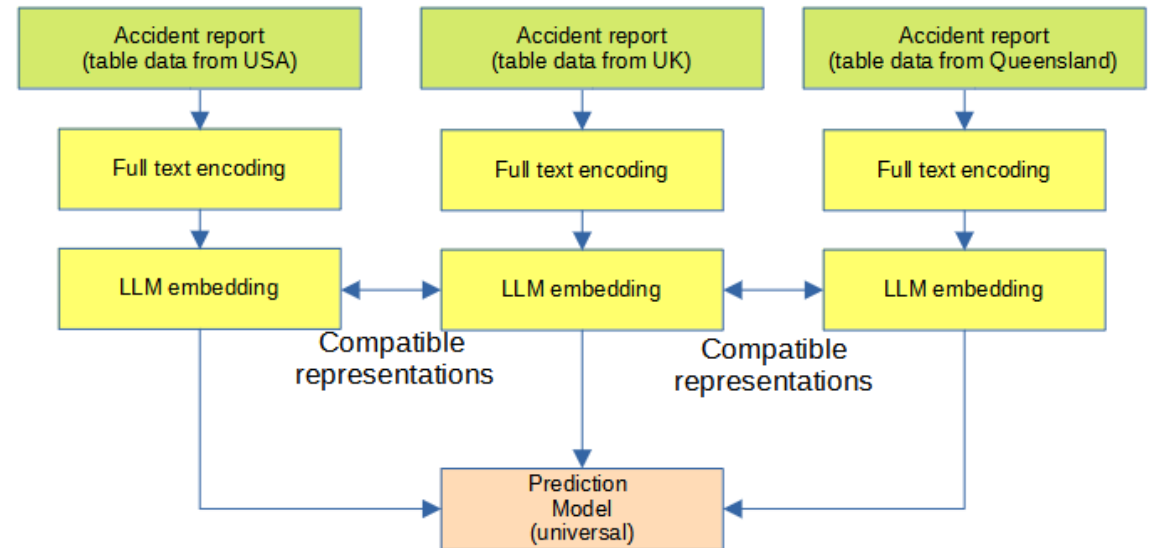 Accident report
(table data from USA)
Accident report
(table data from UK)
Accident report
(table data from Queensland)
Full text encoding
Full text encoding
Full text encoding
LLM embedding
LLM embedding
LLM embedding
Compatible
representations
Compatible
representations
Prediction
Model
(universal)